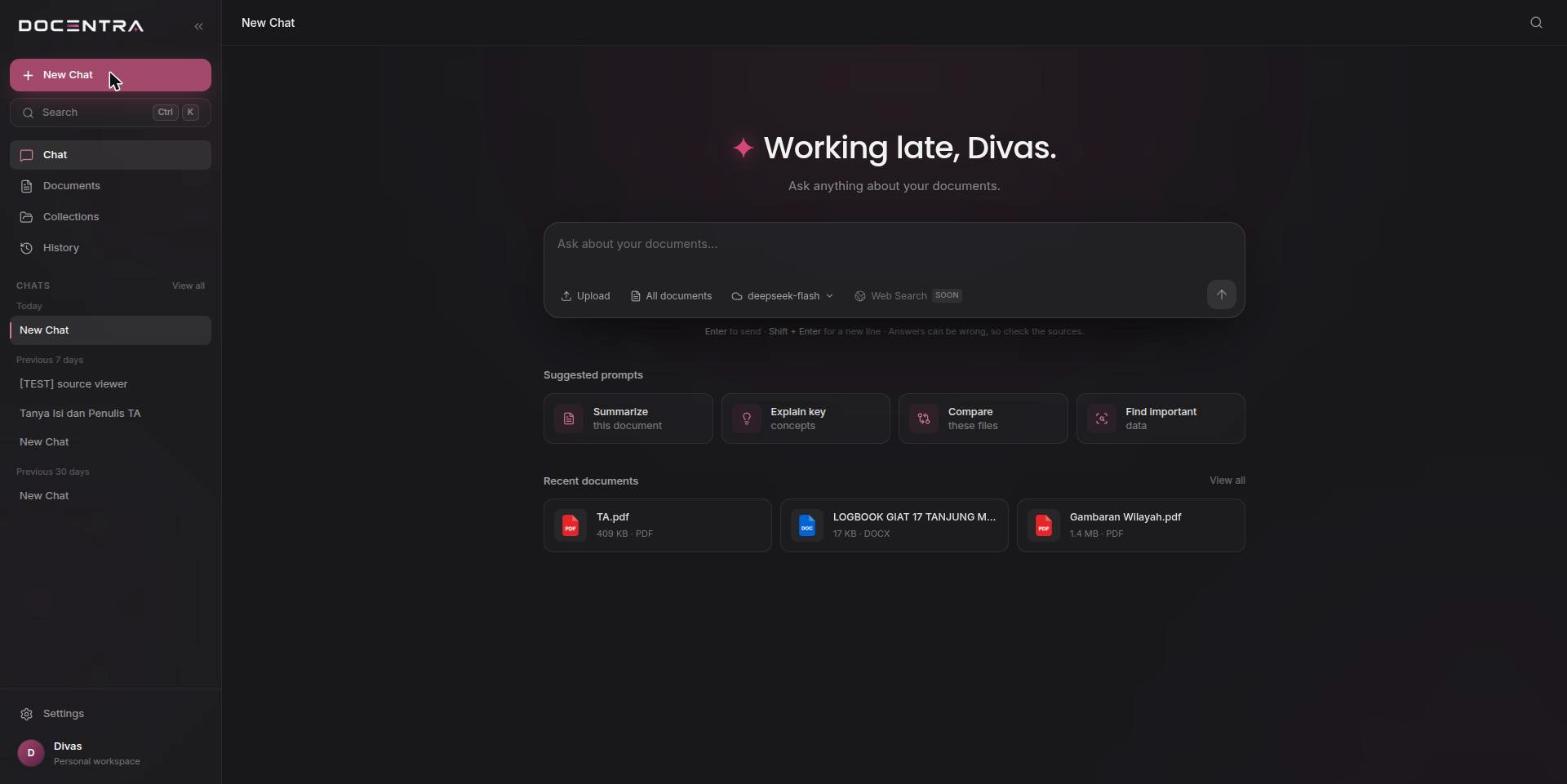 DOCENTRA
New Chat
New Chat
Search Ctrl K
Chat
Documents
Collections
History
CHATS View all
Today
New Chat
Previous 7 days
[TEST] source viewer
Tanya Isi dan Penulis TA
New Chat
Previous 30 days
New Chat
Settings
D
Divas
Personal workspace
Working late, Divas.
Ask anything about your documents.
Ask about your documents...
Upload All documents deepseek-flash Web Search SOON
Enter to send · Shift + Enter for a new line · Answers can be wrong, so check the sources.
Suggested prompts
Summarize
this document
Explain key
concepts
Compare
these files
Find important
data
Recent documents View all
PDF
TA.pdf
409 KB · PDF
DOC
LOGBOOK GIAT 17 TANJUNG M...
17 KB · DOCX
PDF
Gambaran Wilayah.pdf
1.4 MB · PDF